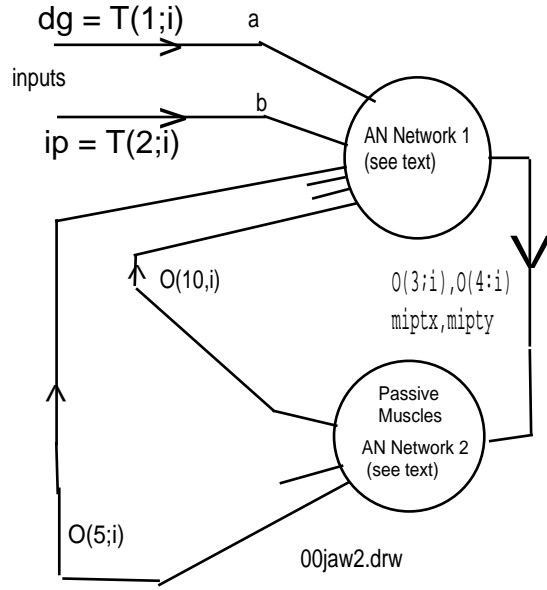 dg = T(1;i)
a
inputs
b
ip = T(2;i)
AN Network 1
(see text)
O(10,i)
O(3;i),O(4:i)
miptx,mipty
Passive
Muscles
AN Network 2
(see text)
O(5;i)
00jaw2.drw